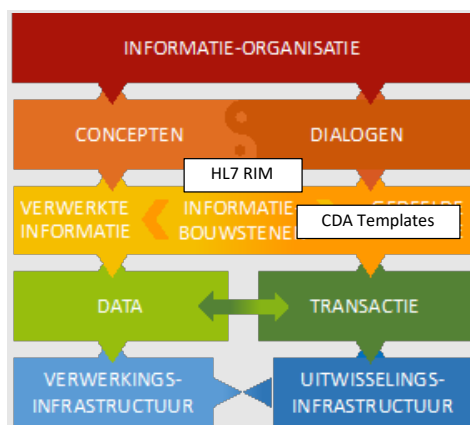 INFORMATIE-ORGANISATIE
CONCEPTEN DIALOGEN
HL7 RIM
VERWERKTE INFORMATIE
INFORMATIE BOUWSTENE
CDA Templates
DATA TRANSACTIE
VERWERKINGS- UITWISSELINGS-
INFRASTRUCTUUR INFRASTRUCTUUR